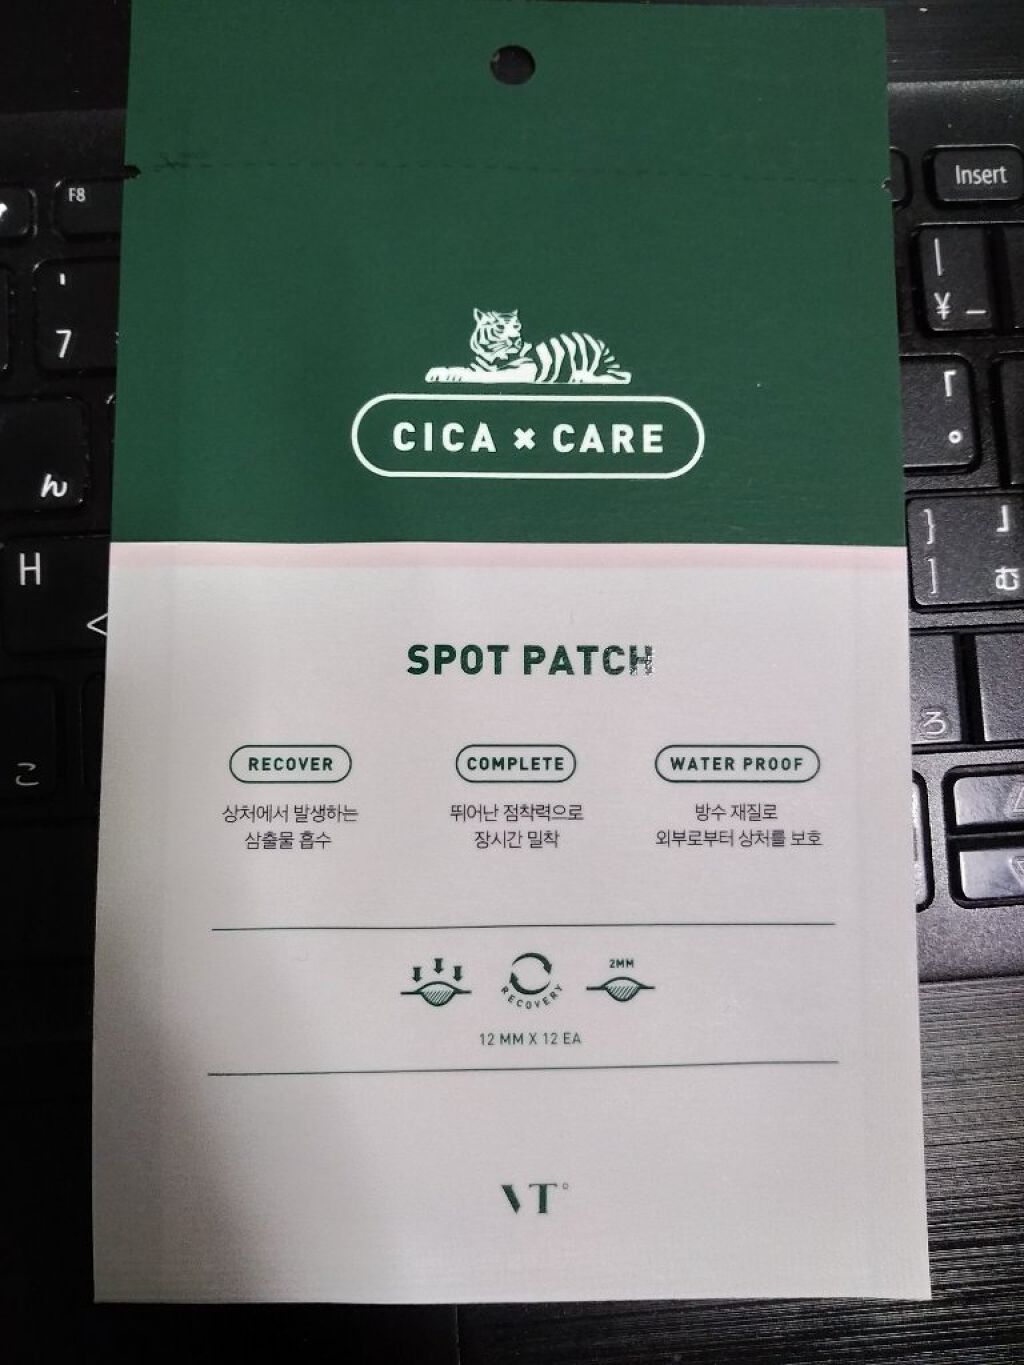 F8
Insert
'
7
|
¥ _
「
。
ん
H
<
}
]
」
む
ろ
こ
CICA × CARE
SPOT PATCH
RECOVER
상처에서 발생하는
삼출물 흡수
COMPLETE
뛰어난 점착력으로
장시간 밀착
WATER PROOF
방수 재질로
외부로부터 상처를 보호
RECOVERY
2MM
12 MM X 12 EA
VT